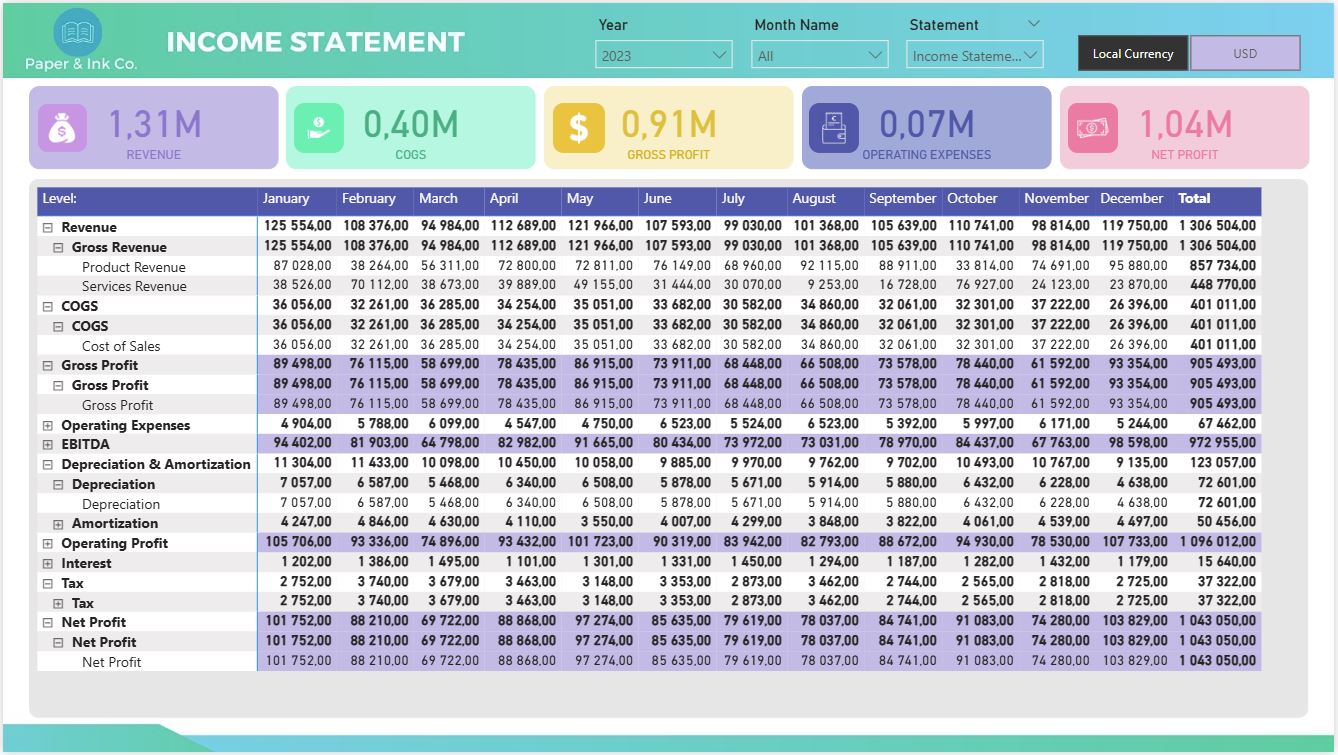 Paper & Ink Co.
INCOME STATEMENT
Year
2023
Month Name
All
Statement
Income Stateme...
Local Currency
USD
1,31M
REVENUE
0,40M
COGS
0,91M
GROSS PROFIT
0,07M
OPERATING EXPENSES
1,04M
NET PROFIT
Level: January February March April May June July August September October November December Total
Revenue 125 554,00 108 376,00 94 984,00 112 689,00 121 966,00 107 593,00 99 030,00 101 368,00 105 639,00 110 741,00 98 814,00 119 750,00 1 306 504,00
Gross Revenue 125 554,00 108 376,00 94 984,00 112 689,00 121 966,00 107 593,00 99 030,00 101 368,00 105 639,00 110 741,00 98 814,00 119 750,00 1 306 504,00
Product Revenue 87 028,00 38 264,00 56 311,00 72 800,00 72 811,00 76 149,00 68 960,00 92 115,00 88 911,00 33 814,00 74 691,00 95 880,00 857 734,00
Services Revenue 38 526,00 70 112,00 38 673,00 39 889,00 49 155,00 31 444,00 30 070,00 9 253,00 16 728,00 76 927,00 24 123,00 23 870,00 448 770,00
COGS 36 056,00 32 261,00 36 285,00 34 254,00 35 051,00 33 682,00 30 582,00 34 860,00 32 061,00 32 301,00 37 222,00 26 396,00 401 011,00
COGS 36 056,00 32 261,00 36 285,00 34 254,00 35 051,00 33 682,00 30 582,00 34 860,00 32 061,00 32 301,00 37 222,00 26 396,00 401 011,00
Cost of Sales 36 056,00 32 261,00 36 285,00 34 254,00 35 051,00 33 682,00 30 582,00 34 860,00 32 061,00 32 301,00 37 222,00 26 396,00 401 011,00
Gross Profit 89 498,00 76 115,00 58 699,00 78 435,00 86 915,00 73 911,00 68 448,00 66 508,00 73 578,00 78 440,00 61 592,00 93 354,00 905 493,00
Gross Profit 89 498,00 76 115,00 58 699,00 78 435,00 86 915,00 73 911,00 68 448,00 66 508,00 73 578,00 78 440,00 61 592,00 93 354,00 905 493,00
Gross Profit 89 498,00 76 115,00 58 699,00 78 435,00 86 915,00 73 911,00 68 448,00 66 508,00 73 578,00 78 440,00 61 592,00 93 354,00 905 493,00
Operating Expenses 4 904,00 5 788,00 6 099,00 4 547,00 4 750,00 6 523,00 5 524,00 6 523,00 5 392,00 5 997,00 6 171,00 5 244,00 67 462,00
EBITDA 94 402,00 81 903,00 64 798,00 82 982,00 91 665,00 80 434,00 73 972,00 73 031,00 78 970,00 84 437,00 67 763,00 98 598,00 972 955,00
Depreciation & Amortization 11 304,00 11 433,00 10 098,00 10 450,00 10 058,00 9 885,00 9 970,00 9 762,00 9 702,00 10 493,00 10 767,00 9 135,00 123 057,00
Depreciation 7 057,00 6 587,00 5 468,00 6 340,00 6 508,00 5 878,00 5 671,00 5 914,00 5 880,00 6 432,00 6 228,00 4 638,00 72 601,00
Depreciation 7 057,00 6 587,00 5 468,00 6 340,00 6 508,00 5 878,00 5 671,00 5 914,00 5 880,00 6 432,00 6 228,00 4 638,00 72 601,00
Amortization 4 247,00 4 846,00 4 630,00 4 110,00 3 550,00 4 007,00 4 299,00 3 848,00 3 822,00 4 061,00 4 539,00 4 497,00 50 456,00
Operating Profit 105 706,00 93 336,00 74 896,00 93 432,00 101 723,00 90 319,00 83 942,00 82 793,00 88 672,00 94 930,00 78 530,00 107 733,00 1 096 012,00
Interest 1 202,00 1 386,00 1 495,00 1 101,00 1 301,00 1 331,00 1 450,00 1 294,00 1 187,00 1 282,00 1 432,00 1 179,00 15 640,00
Tax 2 752,00 3 740,00 3 679,00 3 463,00 3 148,00 3 353,00 2 873,00 3 462,00 2 744,00 2 565,00 2 818,00 2 725,00 37 322,00
Tax 2 752,00 3 740,00 3 679,00 3 463,00 3 148,00 3 353,00 2 873,00 3 462,00 2 744,00 2 565,00 2 818,00 2 725,00 37 322,00
Net Profit 101 752,00 88 210,00 69 722,00 88 868,00 97 274,00 85 635,00 79 619,00 78 037,00 84 741,00 91 083,00 74 280,00 103 829,00 1 043 050,00
Net Profit 101 752,00 88 210,00 69 722,00 88 868,00 97 274,00 85 635,00 79 619,00 78 037,00 84 741,00 91 083,00 74 280,00 103 829,00 1 043 050,00
Net Profit 101 752,00 88 210,00 69 722,00 88 868,00 97 274,00 85 635,00 79 619,00 78 037,00 84 741,00 91 083,00 74 280,00 103 829,00 1 043 050,00